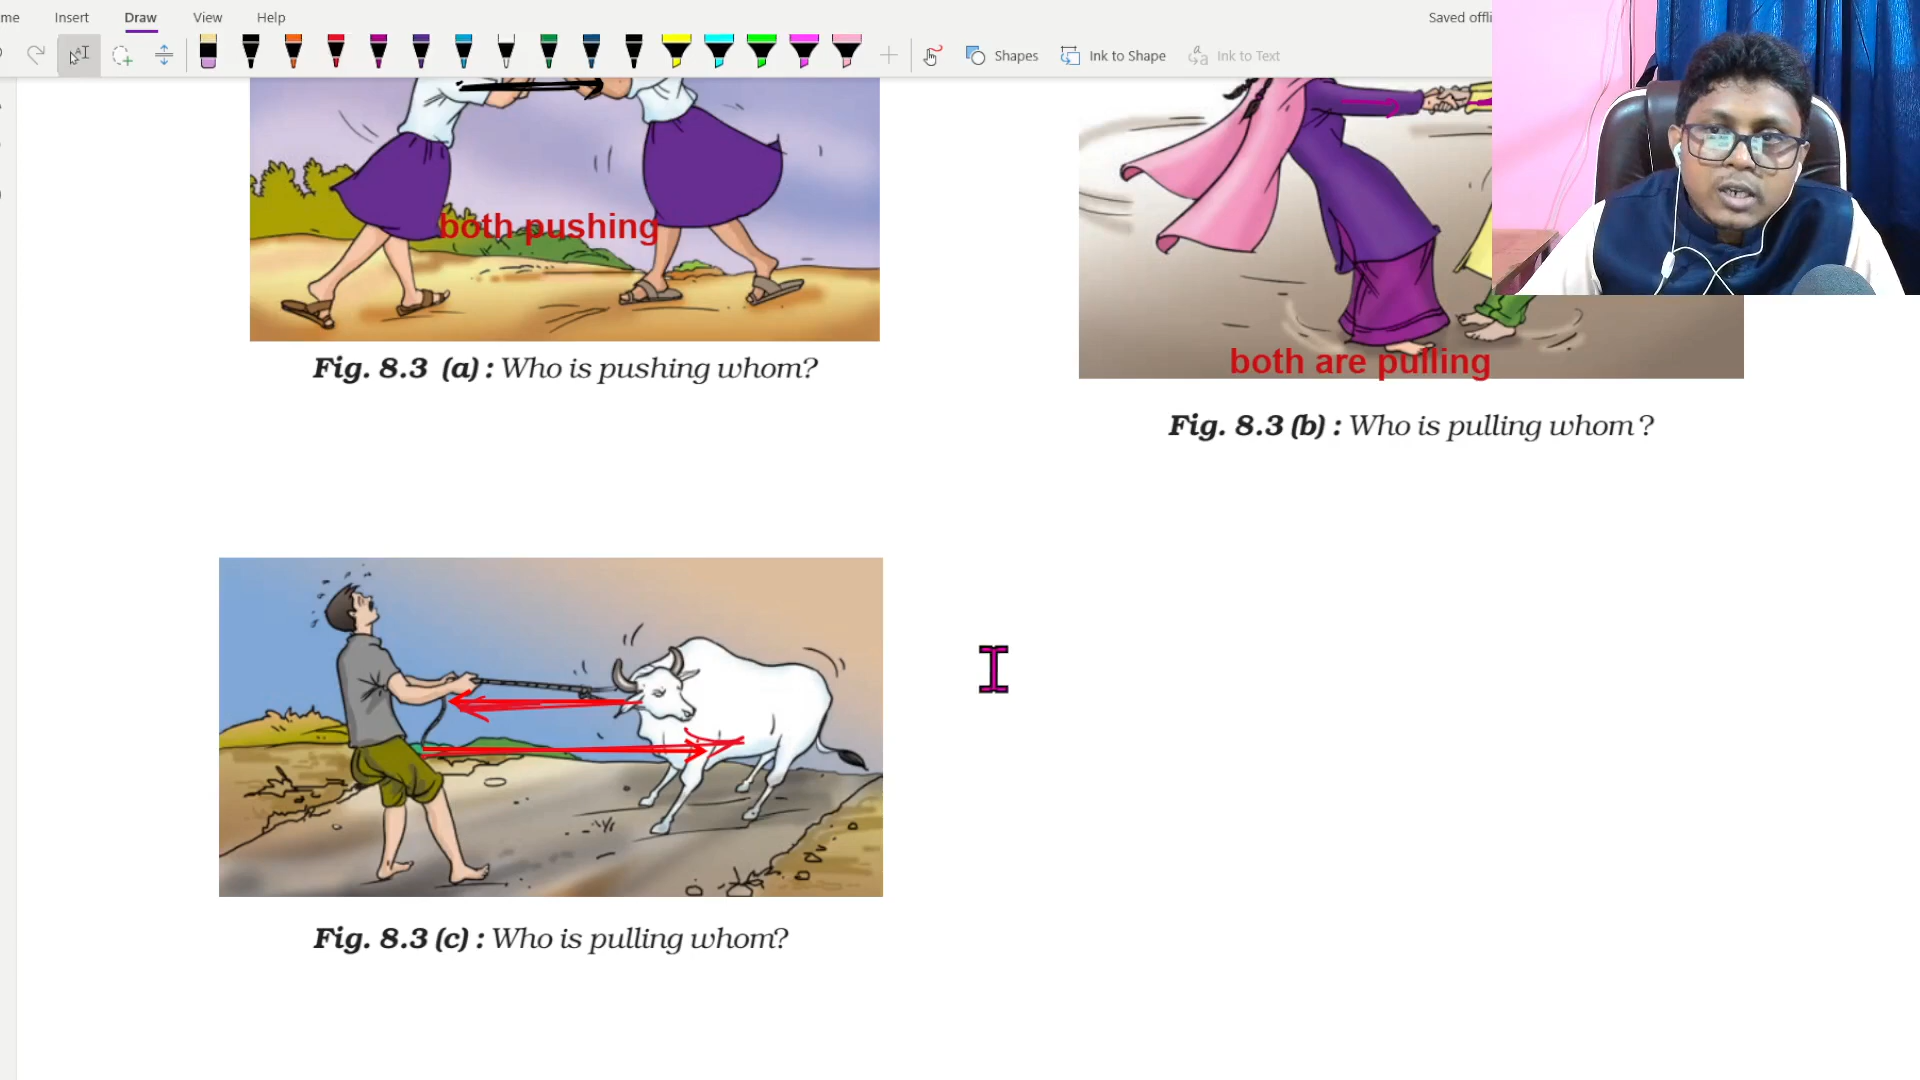 Insert Draw View Help
Saved offli
Shapes Ink to Shape Ink to Text
both pushing
both are pulling
Fig. 8.3 (a) : Who is pushing whom?
Fig. 8.3 (b) : Who is pulling whom ?
Fig. 8.3 (c) : Who is pulling whom?